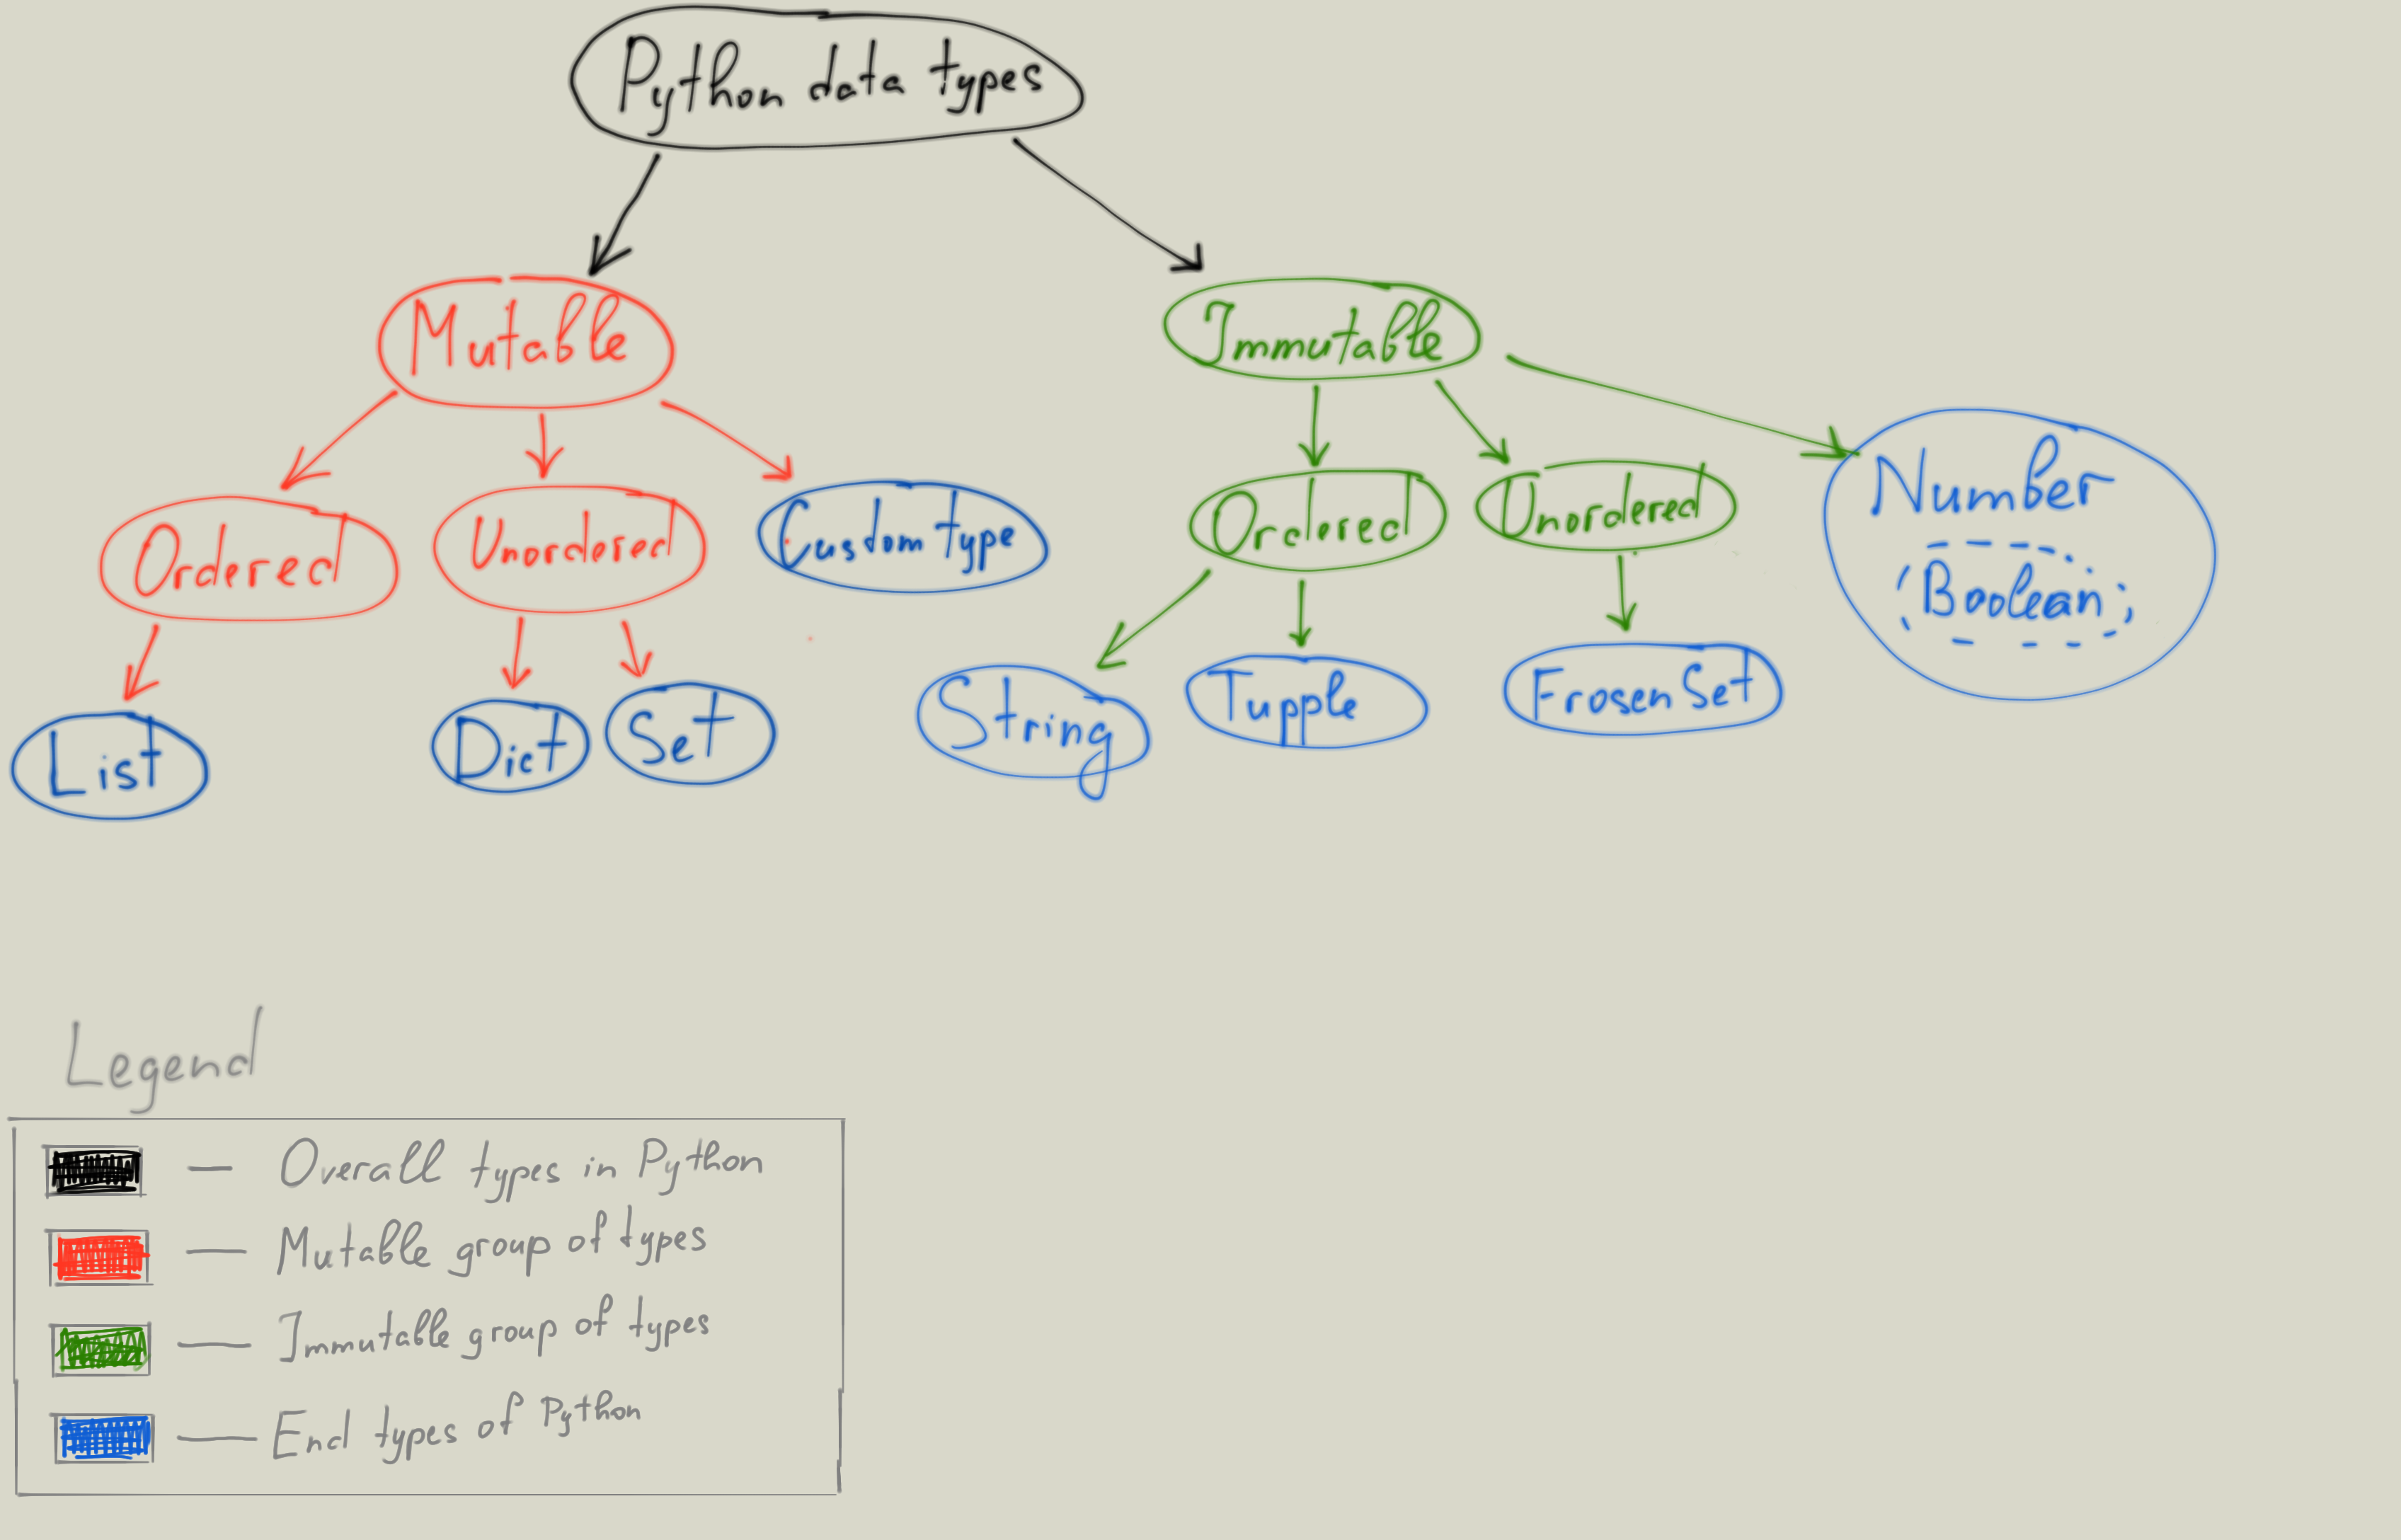 Python data types
Mutable
Immutable
Ordered
Unordered
Custom type
Ordered
Unordered
Number
Boolean
List
Dict
Set
String
Tupple
Frosen Set
Legend
— Overall types in Python
— Mutable group of types
— Immutable group of types
— End types of Python